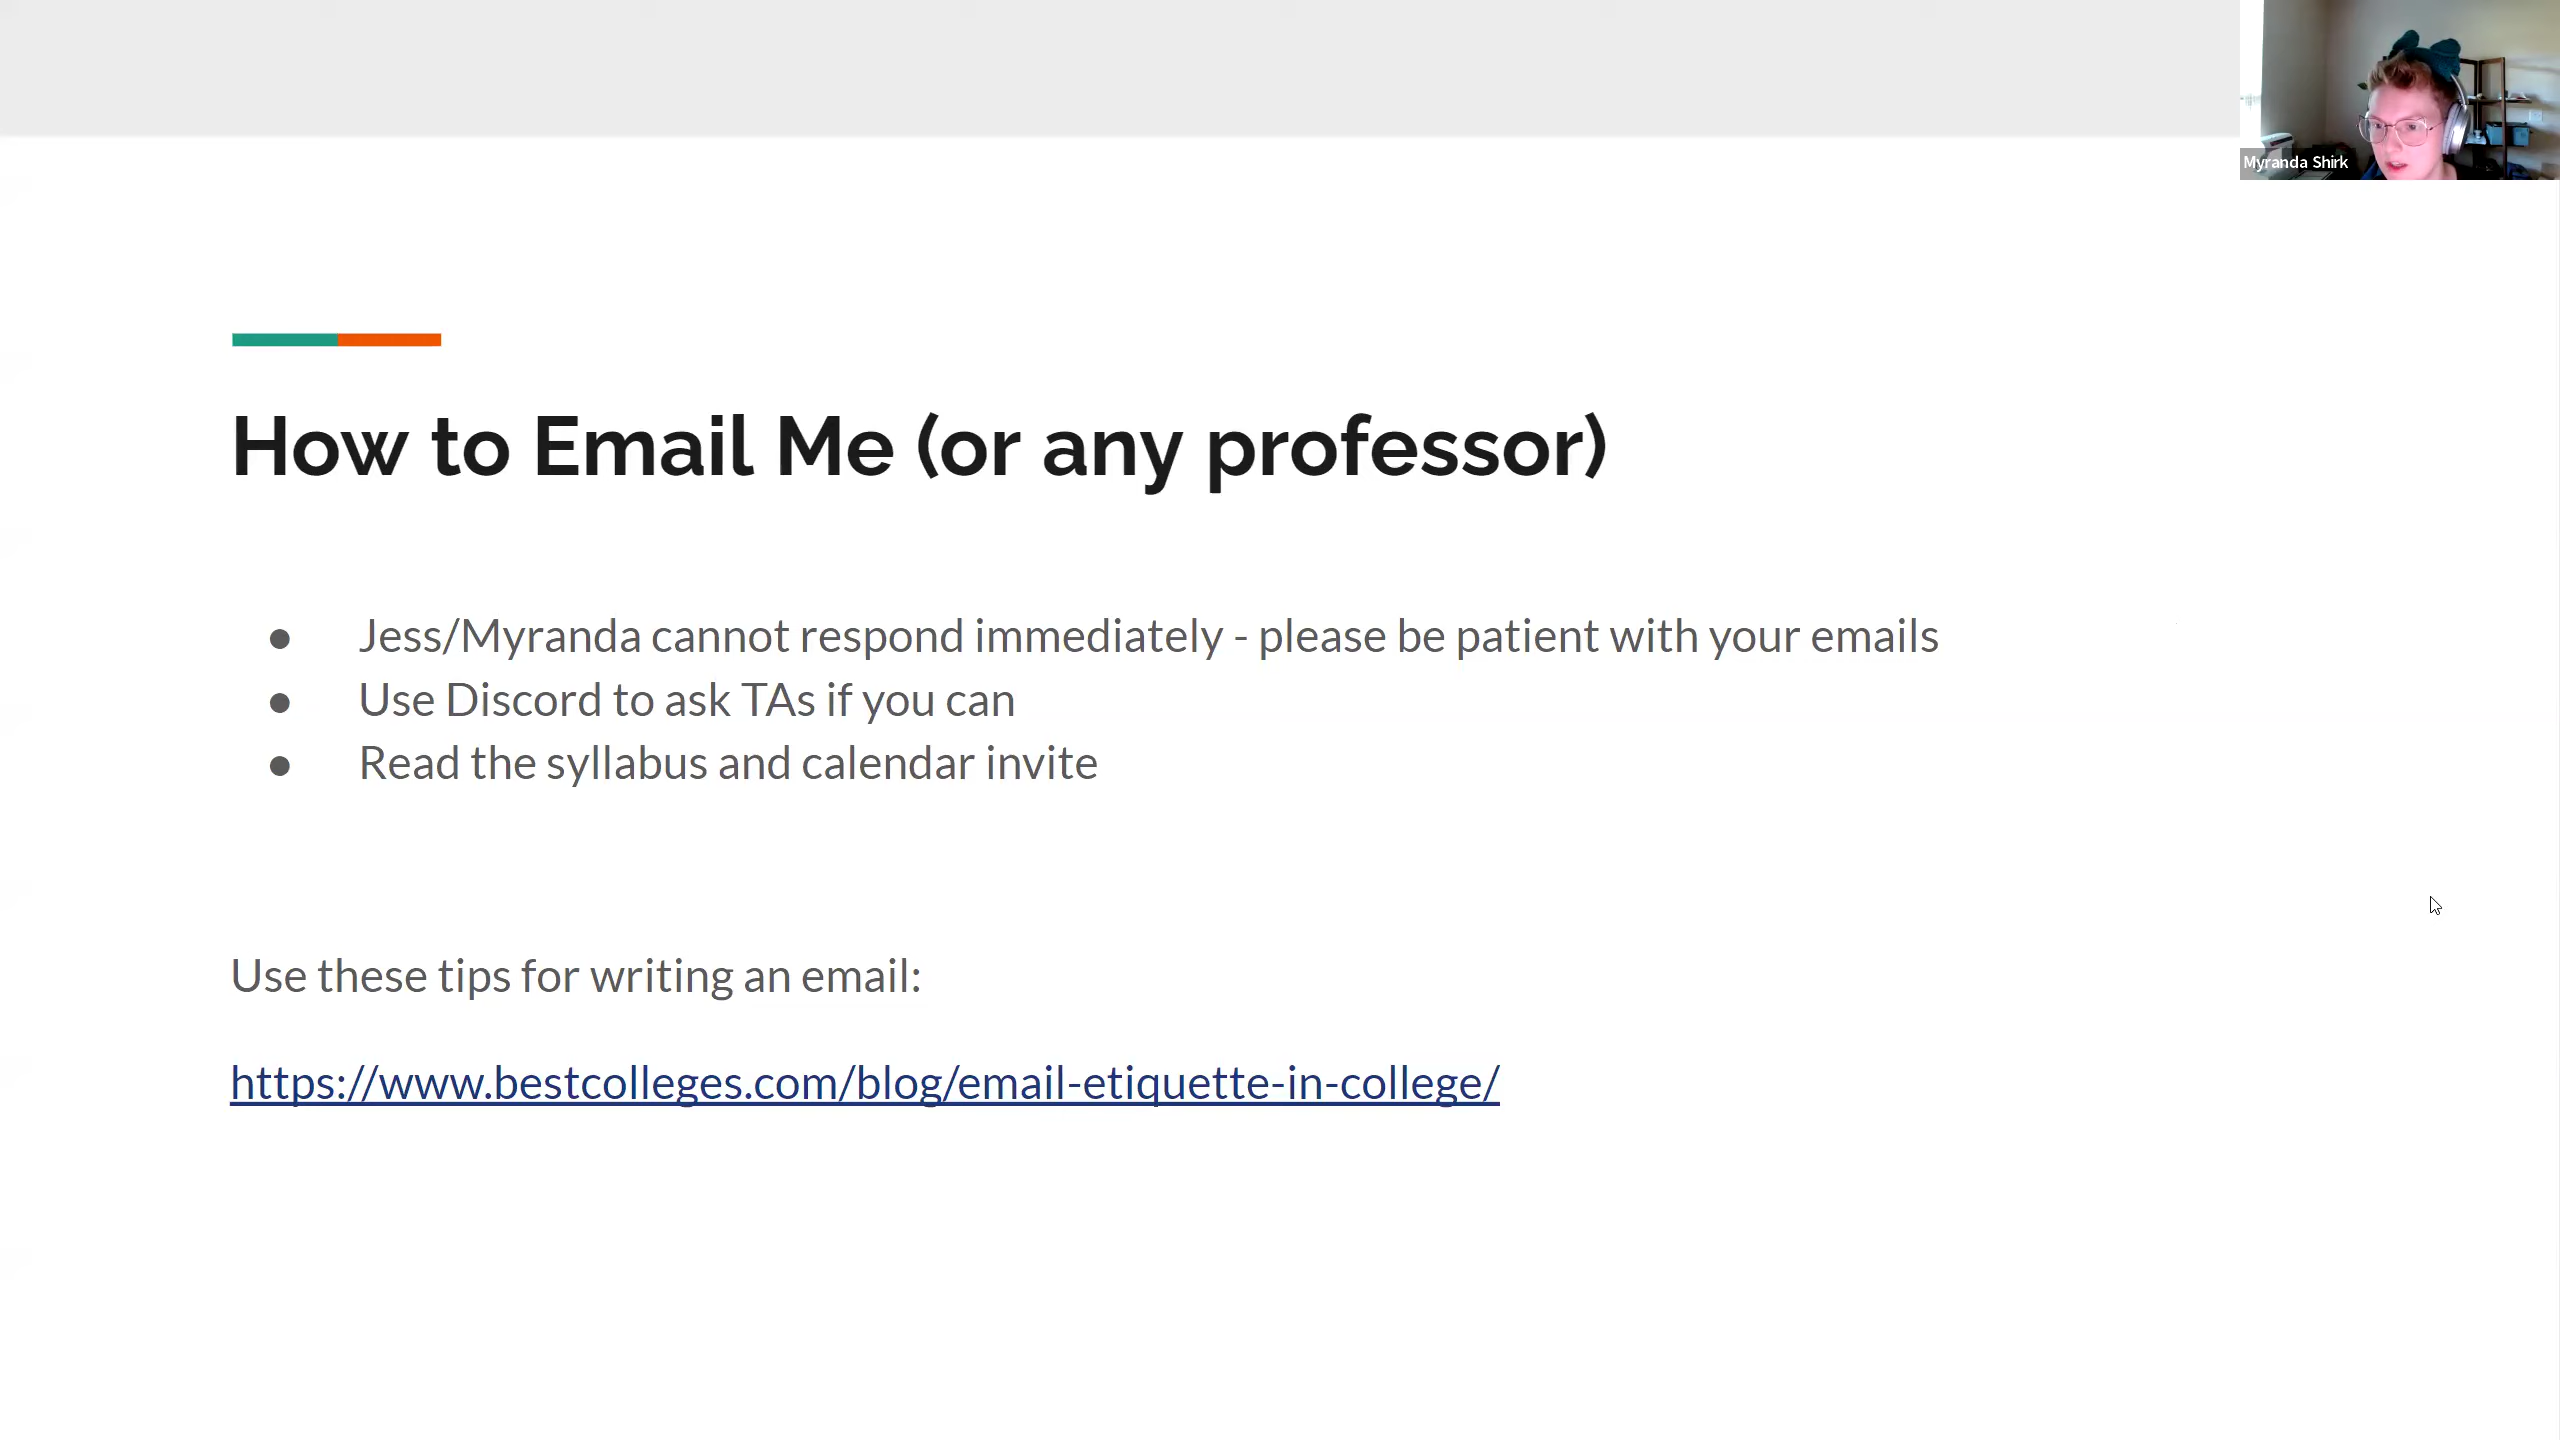 Myranda Shirk
How to Email Me (or any professor)
● Jess/Myranda cannot respond immediately - please be patient with your emails
● Use Discord to ask TAs if you can
● Read the syllabus and calendar invite
Use these tips for writing an email:
https://www.bestcolleges.com/blog/email-etiquette-in-college/